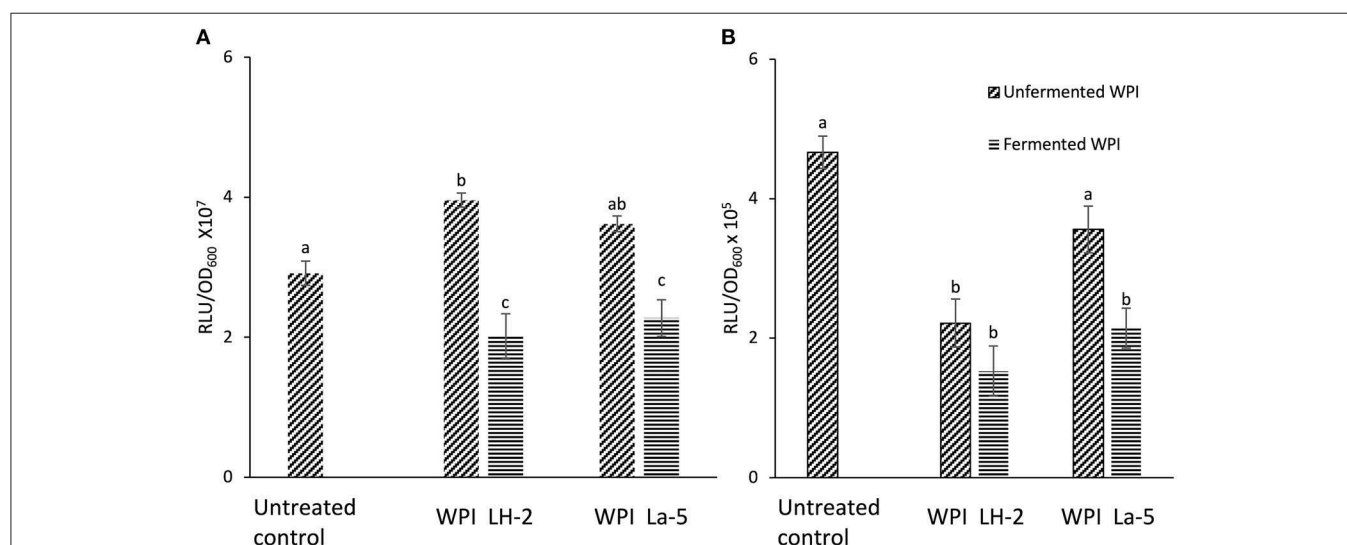 A
6
4
2
0
RLU/OD600 X10^7
a
b
c
ab
c
Untreated
control
WPI LH-2
WPI La-5
B
6
4
2
0
RLU/OD600 x 10^5
Unfermented WPI
Fermented WPI
a
b
b
a
b
Untreated
control
WPI LH-2
WPI La-5